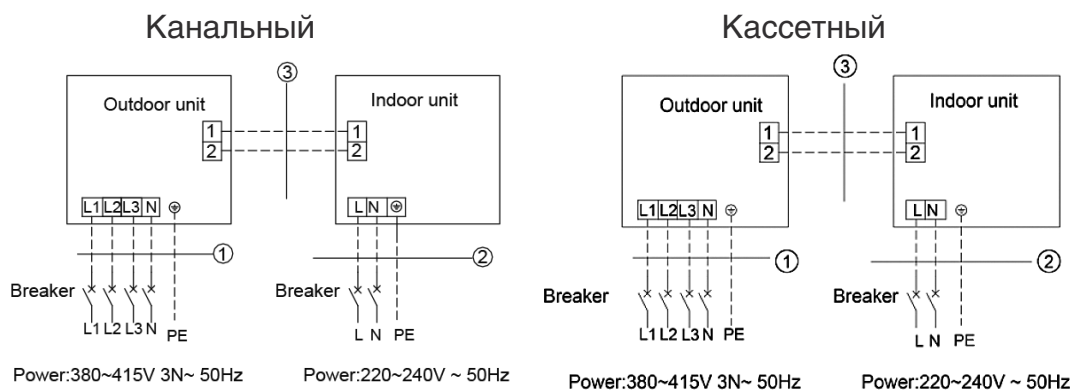 Канальный
③
Outdoor unit
Indoor unit
1
1
2
2
L1 L2 L3 N
L N
①
②
Breaker
Breaker
L1 L2 L3 N PE
L N PE
Power:380~415V 3N~ 50Hz
Power:220~240V ~ 50Hz
Кассетный
③
Outdoor unit
Indoor unit
1
1
2
2
L1 L2 L3 N
L N
①
②
Breaker
Breaker
L1 L2 L3 N PE
L N PE
Power:380~415V 3N~ 50Hz
Power:220~240V ~ 50Hz